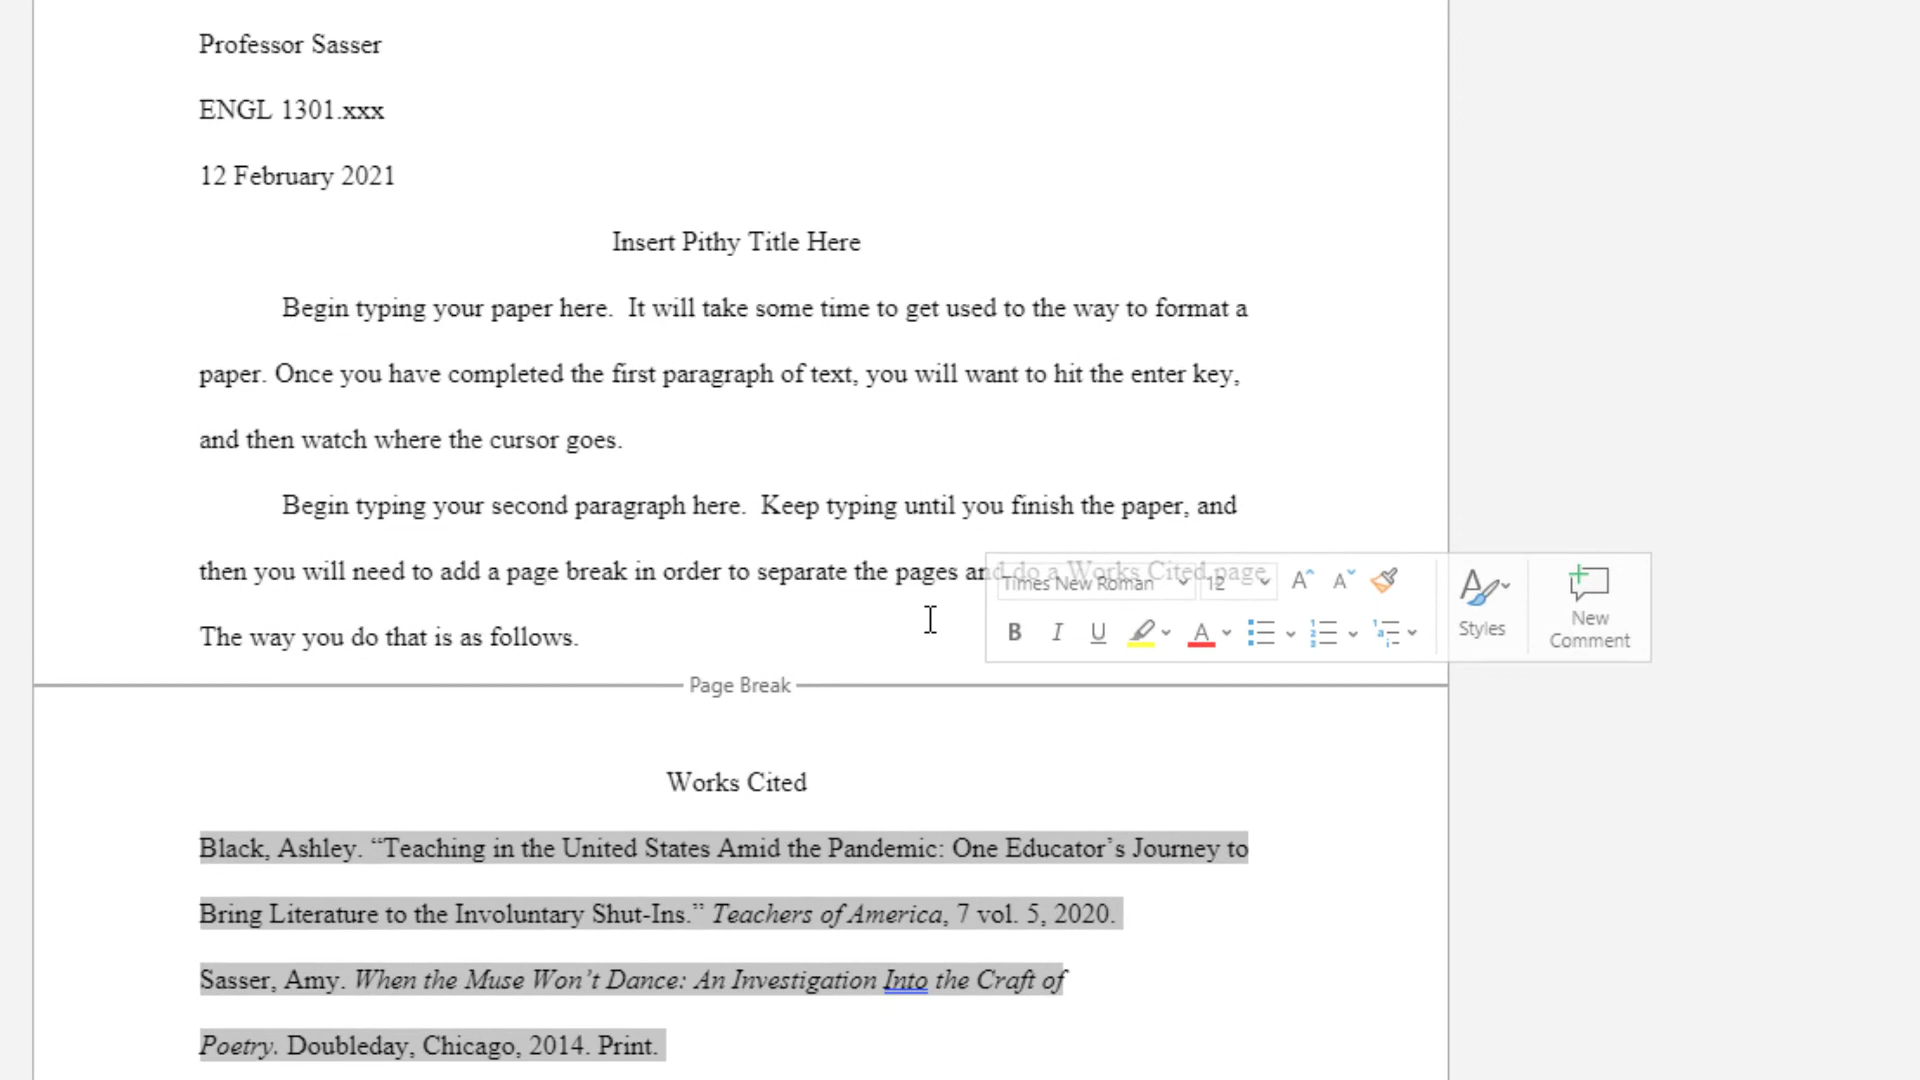 Professor Sasser
ENGL 1301.xxx
12 February 2021
Insert Pithy Title Here
Begin typing your paper here.  It will take some time to get used to the way to format a
paper. Once you have completed the first paragraph of text, you will want to hit the enter key,
and then watch where the cursor goes.
Begin typing your second paragraph here.  Keep typing until you finish the paper, and
then you will need to add a page break in order to separate the pages and do a Works Cited page
The way you do that is as follows.
Times New Roman 12
B I U
Styles
New
Comment
Page Break
Works Cited
Black, Ashley. “Teaching in the United States Amid the Pandemic: One Educator’s Journey to
Bring Literature to the Involuntary Shut-Ins.” Teachers of America, 7 vol. 5, 2020.
Sasser, Amy. When the Muse Won’t Dance: An Investigation Into the Craft of
Poetry. Doubleday, Chicago, 2014. Print.